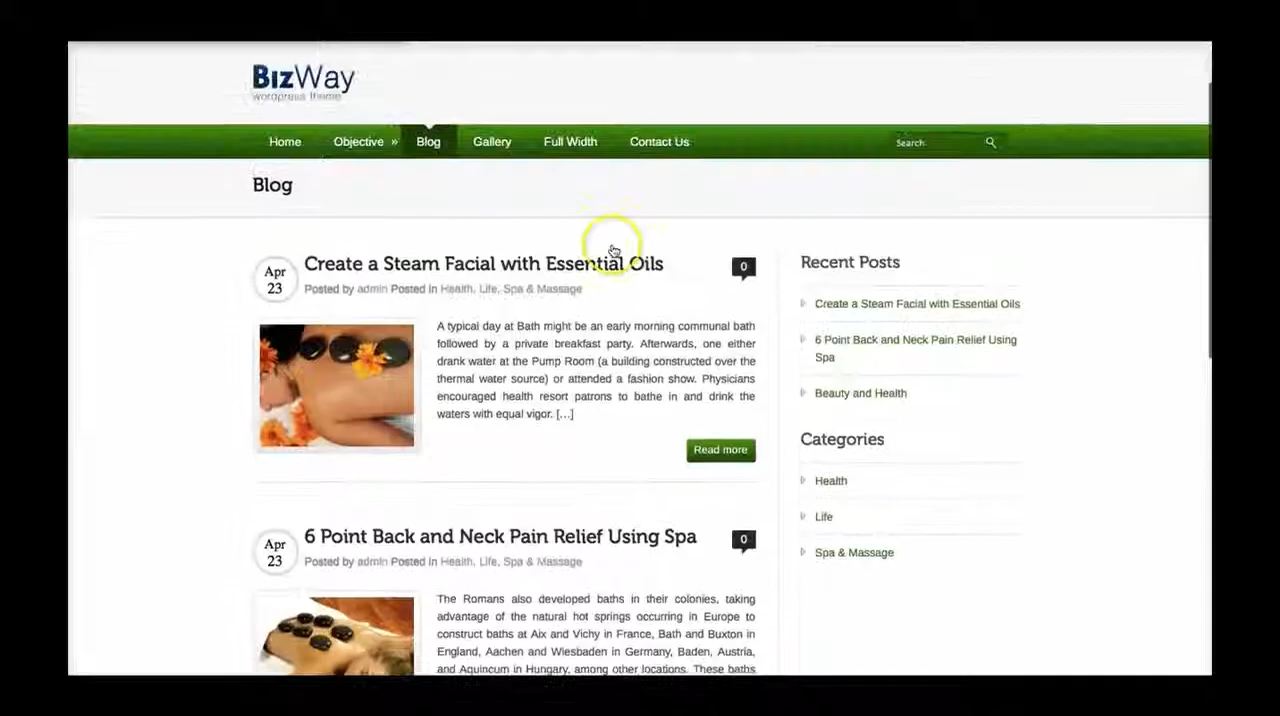 BizWay
wordpress theme
Home Objective » Blog Gallery Full Width Contact Us Search
Blog
Apr
23
Create a Steam Facial with Essential Oils
0
Posted by admin Posted in Health, Life, Spa & Massage
A typical day at Bath might be an early morning communal bath
followed by a private breakfast party. Afterwards, one either
drank water at the Pump Room (a building constructed over the
thermal water source) or attended a fashion show. Physicians
encouraged health resort patrons to bathe in and drink the
waters with equal vigor. [...]
Read more
Apr
23
6 Point Back and Neck Pain Relief Using Spa
0
Posted by admin Posted in Health, Life, Spa & Massage
The Romans also developed baths in their colonies, taking
advantage of the natural hot springs occurring in Europe to
construct baths at Aix and Vichy in France, Bath and Buxton in
England, Aachen and Wiesbaden in Germany, Baden, Austria,
and Aquincum in Hungary, among other locations. These baths
Recent Posts
Create a Steam Facial with Essential Oils
6 Point Back and Neck Pain Relief Using
Spa
Beauty and Health
Categories
Health
Life
Spa & Massage